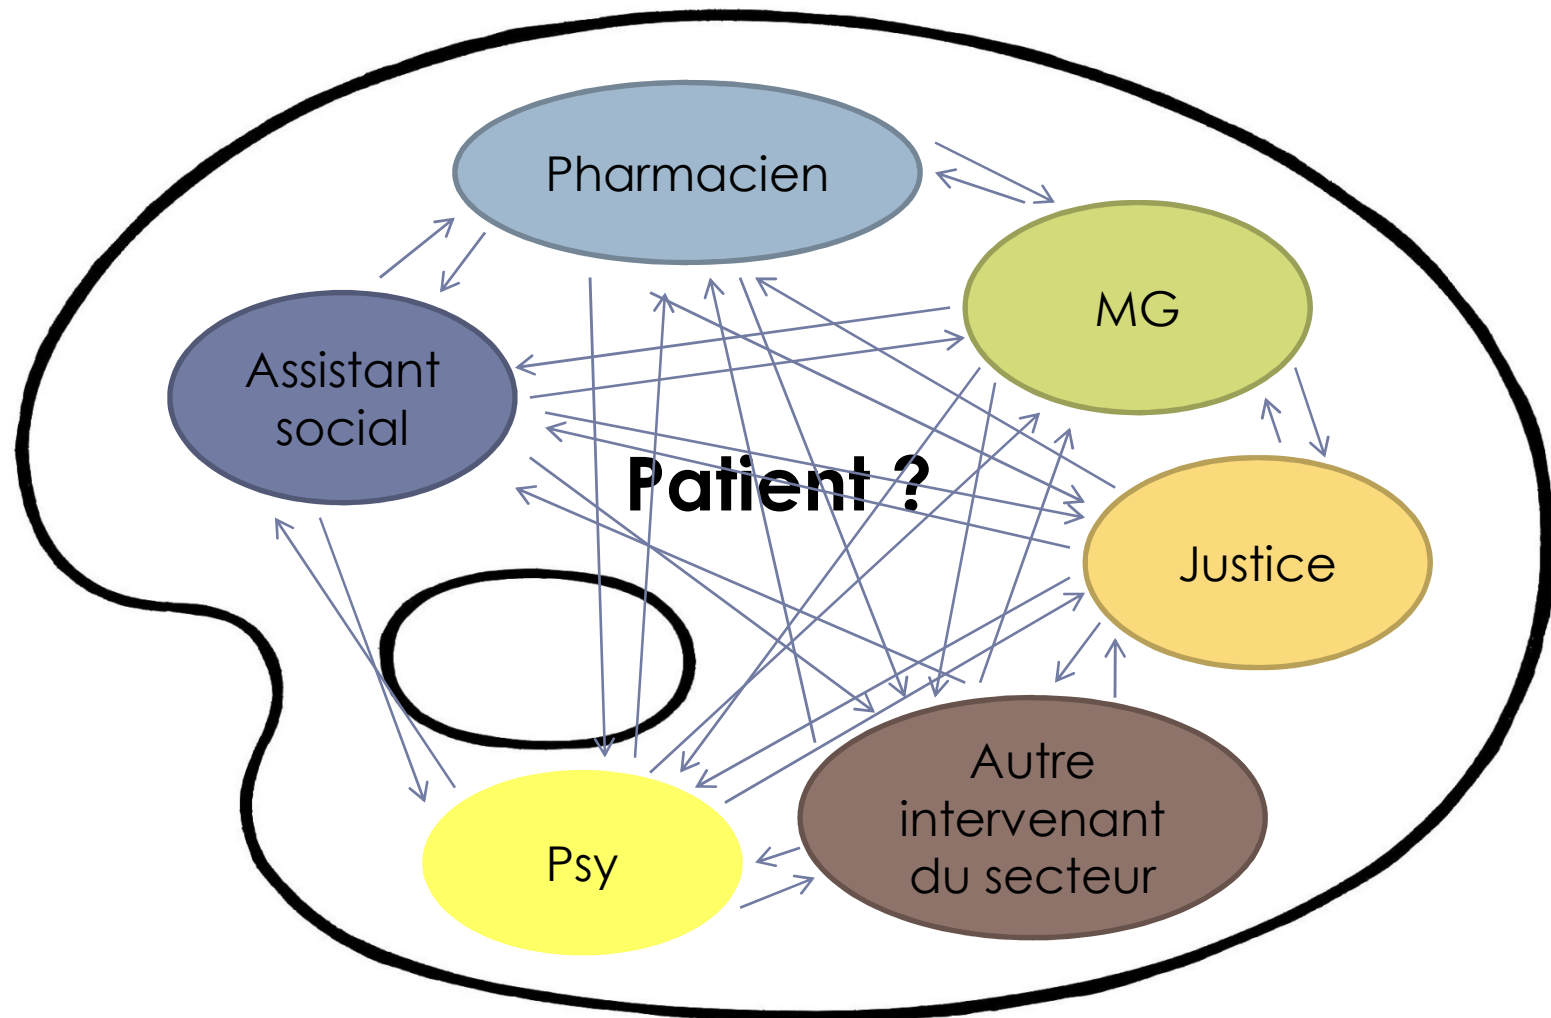 Pharmacien
MG
Assistant
social
Patient ?
Justice
Autre
intervenant
du secteur
Psy